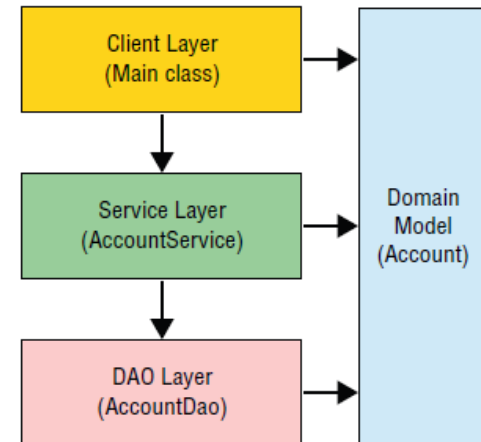 Client Layer
(Main class)
Service Layer
(AccountService)
Domain
Model
(Account)
DAO Layer
(AccountDao)